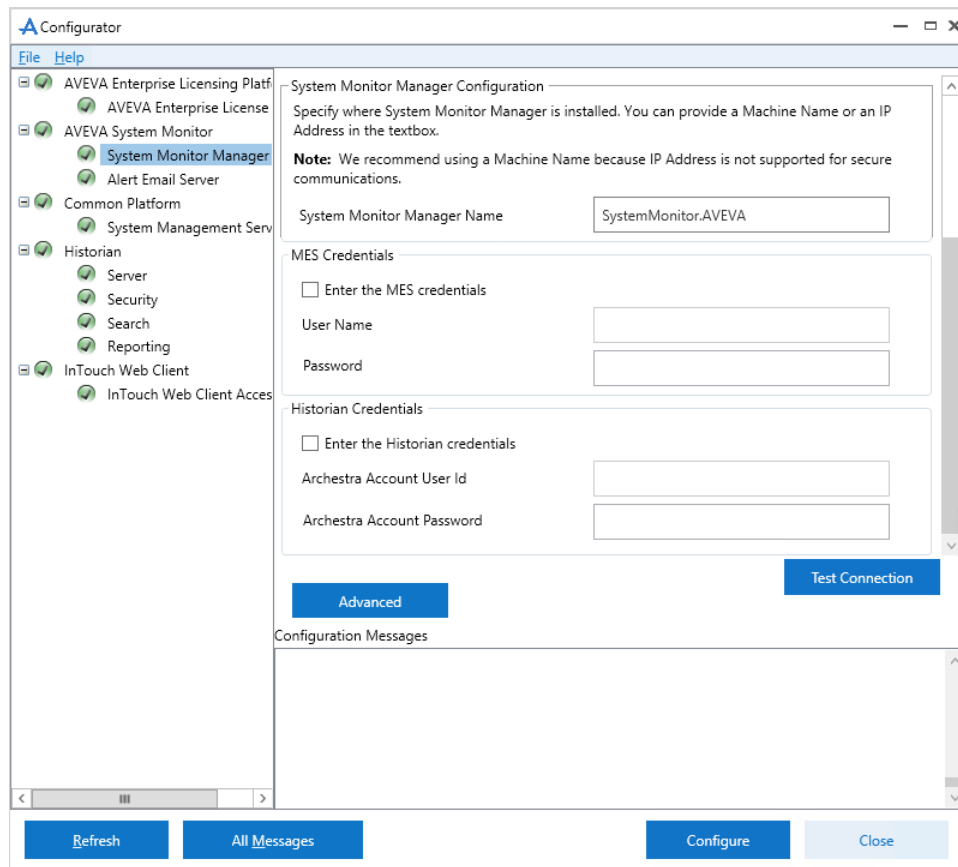 Configurator
File Help
AVEVA Enterprise Licensing Platf
AVEVA Enterprise License
AVEVA System Monitor
System Monitor Manager
Alert Email Server
Common Platform
System Management Serv
Historian
Server
Security
Search
Reporting
InTouch Web Client
InTouch Web Client Acces
System Monitor Manager Configuration
Specify where System Monitor Manager is installed. You can provide a Machine Name or an IP
Address in the textbox.
Note: We recommend using a Machine Name because IP Address is not supported for secure
communications.
System Monitor Manager Name SystemMonitor.AVEVA
MES Credentials
Enter the MES credentials
User Name
Password
Historian Credentials
Enter the Historian credentials
Archestra Account User Id
Archestra Account Password
Test Connection
Advanced
Configuration Messages
Refresh All Messages Configure Close